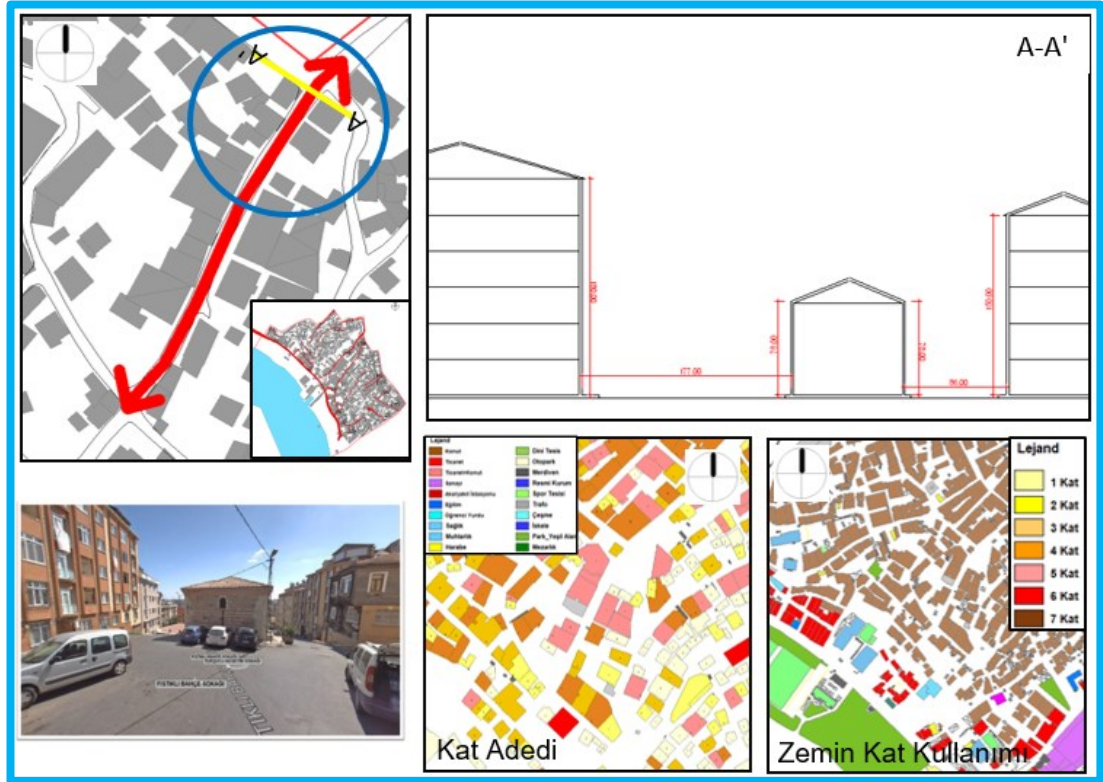 A'
A
A-A'
FISTIKLI BAHÇE SOKAĞI
Lejand
Konut
Ticaret
Ticaret+Konut
Sanayi
Akaryakıt İstasyonu
Eğitim
Öğrenci Yurdu
Sağlık
Muhtarlık
Harabe
Dini Tesis
Otopark
Merdiven
Resmi Kurum
Spor Tesisi
Trafo
Çeşme
İskele
Park_Yeşil Alan
Mezarlık
Kat Adedi
Lejand
1 Kat
2 Kat
3 Kat
4 Kat
5 Kat
6 Kat
7 Kat
Zemin Kat Kullanımı